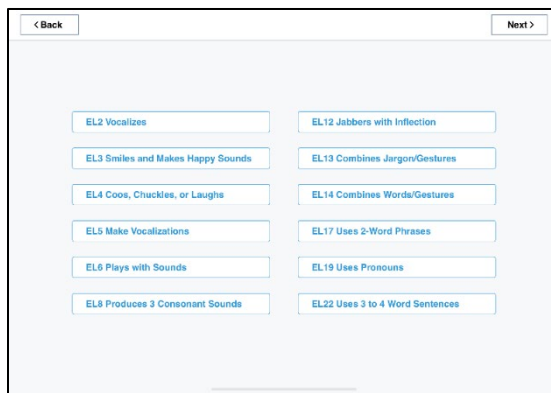 < Back
Next >
EL2 Vocalizes
EL3 Smiles and Makes Happy Sounds
EL4 Coos, Chuckles, or Laughs
EL5 Make Vocalizations
EL6 Plays with Sounds
EL8 Produces 3 Consonant Sounds
EL12 Jabbers with Inflection
EL13 Combines Jargon/Gestures
EL14 Combines Words/Gestures
EL17 Uses 2-Word Phrases
EL19 Uses Pronouns
EL22 Uses 3 to 4 Word Sentences